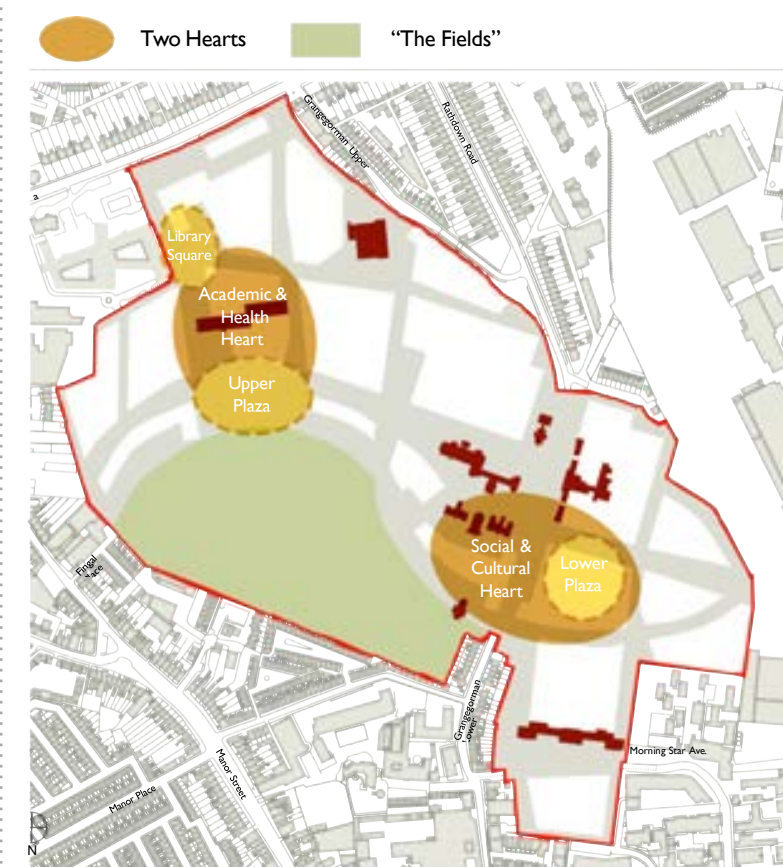 Two Hearts
"The Fields"
Grangegorman Upper
Rathdown Road
a
Library
Square
Academic &
Health
Heart
Upper
Plaza
Social &
Cultural
Heart
Lower
Plaza
Fingal
Grangegorman
Lower
Morning Star Ave.
Manor Street
Manor Place
N